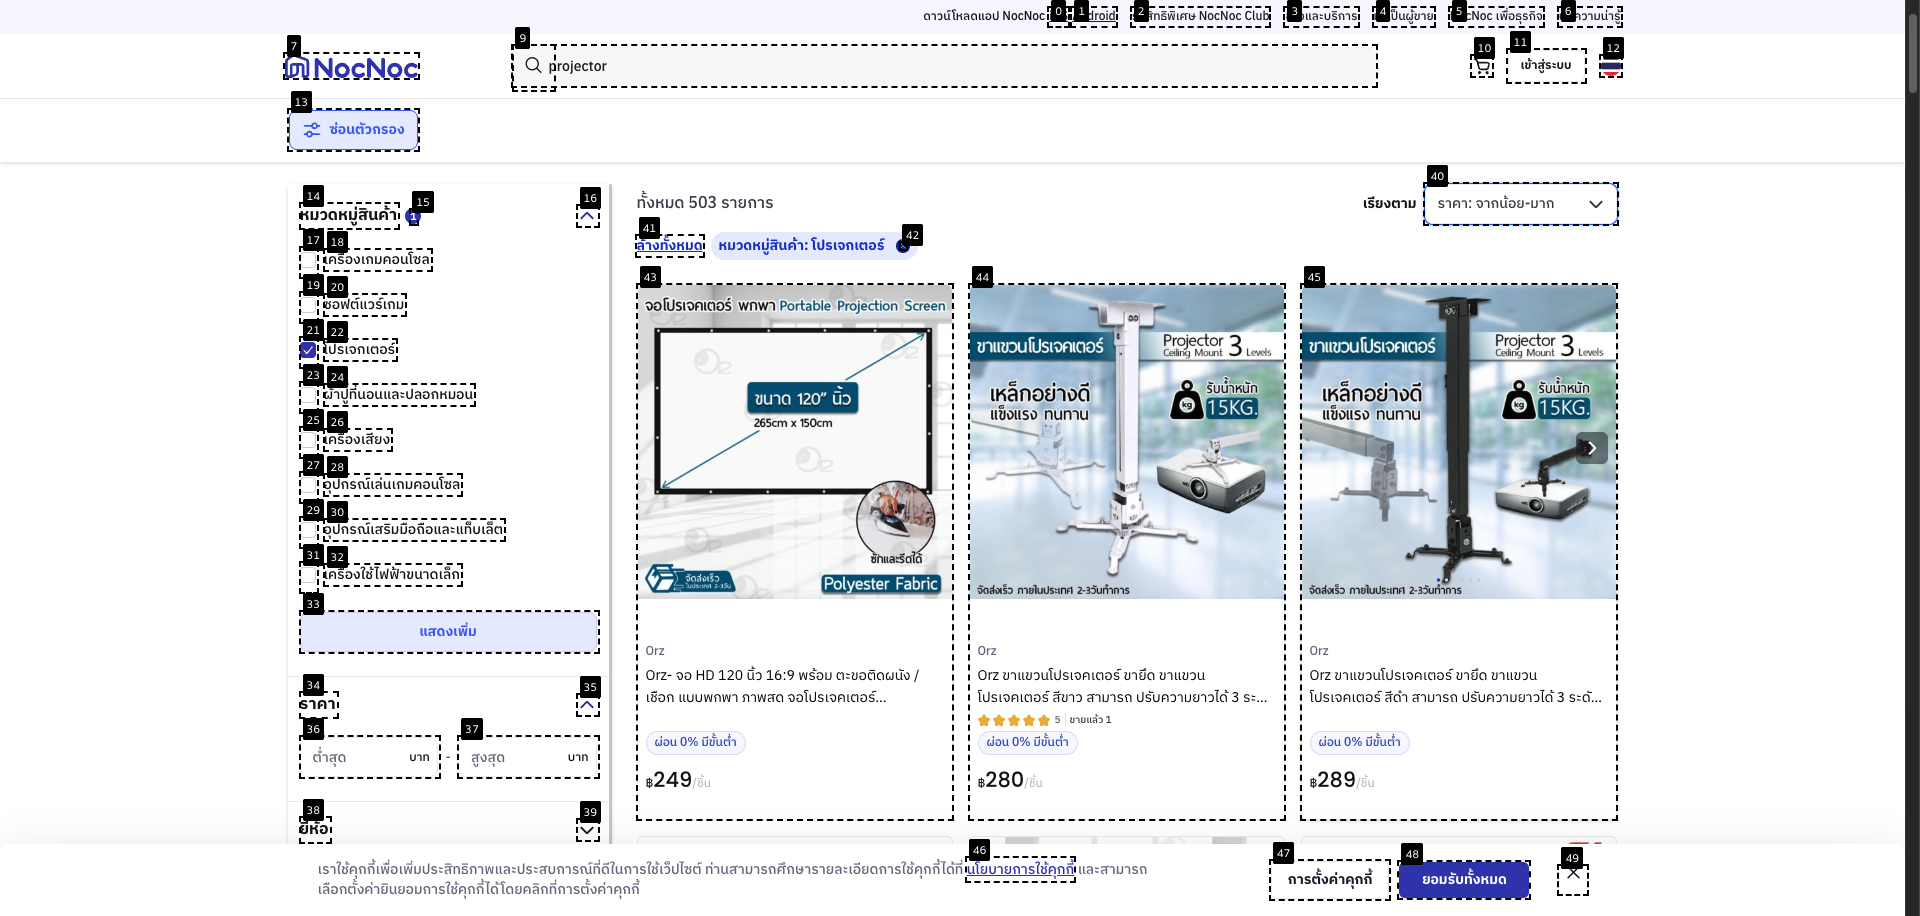 ดาวน์โหลดแอป NocNoc
0
1
2
3
4
5
6
สิทธิพิเศษ NocNoc Club
NocNoc เพื่อธุรกิจ
7
NocNoc
9
projector
10
11
เข้าสู่ระบบ
12
13
ซ่อนตัวกรอง
14
หมวดหมู่สินค้า
15
16
17
18
เครื่องเกมคอนโซล
19
20
ซอฟต์แวร์เกม
21
22
โปรเจกเตอร์
23
24
ผ้าปูที่นอนและปลอกหมอน
25
26
เครื่องเสียง
27
28
อุปกรณ์เล่นเกมคอนโซล
29
30
อุปกรณ์เสริมมือถือและแท็บเล็ต
31
32
เครื่องใช้ไฟฟ้าขนาดเล็ก
33
แสดงเพิ่ม
34
ราคา
35
36
37
ต่ำสุด บาท - สูงสุด บาท
38
ยี่ห้อ
39
ทั้งหมด 503 รายการ
เรียงตาม
40
ราคา: จากน้อย-มาก
41
ล้างทั้งหมด
หมวดหมู่สินค้า: โปรเจกเตอร์
42
43
จอโปรเจกเตอร์ พกพา Portable Projection Screen
ขนาด 120" นิ้ว
265cm x 150cm
ซักและรีดได้
จัดส่งเร็ว
ในประเทศ 2-3วัน
Polyester Fabric
Orz
Orz- จอ HD 120 นิ้ว 16:9 พร้อม ตะขอติดผนัง /
เชือก แบบพกพา ภาพสด จอโปรเจกเตอร์...
ผ่อน 0% มีขั้นต่ำ
฿249/ชิ้น
44
ขาแขวนโปรเจคเตอร์
Projector 3 Levels
Ceiling Mount
เหล็กอย่างดี
แข็งแรง ทนทาน
kg
รับน้ำหนัก
15KG.
จัดส่งเร็ว ภายในประเทศ 2-3วันทำการ
Orz
Orz ขาแขวนโปรเจคเตอร์ ขายึด ขาแขวน
โปรเจคเตอร์ สีขาว สามารถ ปรับความยาวได้ 3 ระ...
5 ขายแล้ว 1
ผ่อน 0% มีขั้นต่ำ
฿280/ชิ้น
45
ขาแขวนโปรเจคเตอร์
Projector 3 Levels
Ceiling Mount
เหล็กอย่างดี
แข็งแรง ทนทาน
kg
รับน้ำหนัก
15KG.
จัดส่งเร็ว ภายในประเทศ 2-3วันทำการ
Orz
Orz ขาแขวนโปรเจคเตอร์ ขายึด ขาแขวน
โปรเจคเตอร์ สีดำ สามารถ ปรับความยาวได้ 3 ระดั...
ผ่อน 0% มีขั้นต่ำ
฿289/ชิ้น
46
เราใช้คุกกี้เพื่อเพิ่มประสิทธิภาพและประสบการณ์ที่ดีในการใช้เว็บไซต์ ท่านสามารถศึกษารายละเอียดการใช้คุกกี้ได้ที่ นโยบายการใช้คุกกี้ และสามารถ
เลือกตั้งค่ายินยอมการใช้คุกกี้ได้โดยคลิกที่การตั้งค่าคุกกี้
47
การตั้งค่าคุกกี้
48
ยอมรับทั้งหมด
49